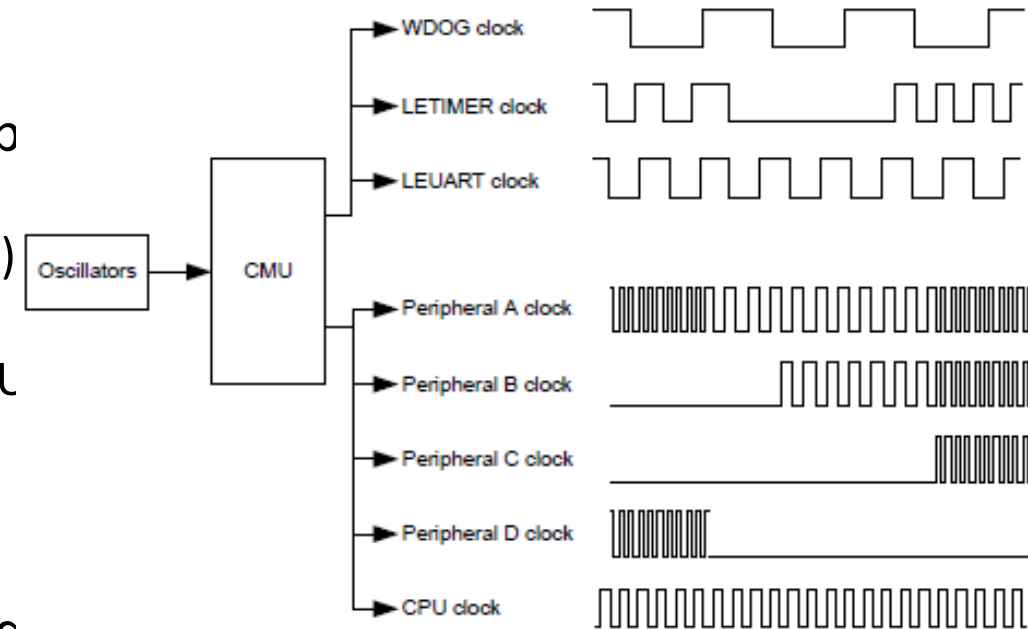 WDOG clock
LETIMER clock
LEUART clock
Oscillators
CMU
Peripheral A clock
Peripheral B clock
Peripheral C clock
Peripheral D clock
CPU clock